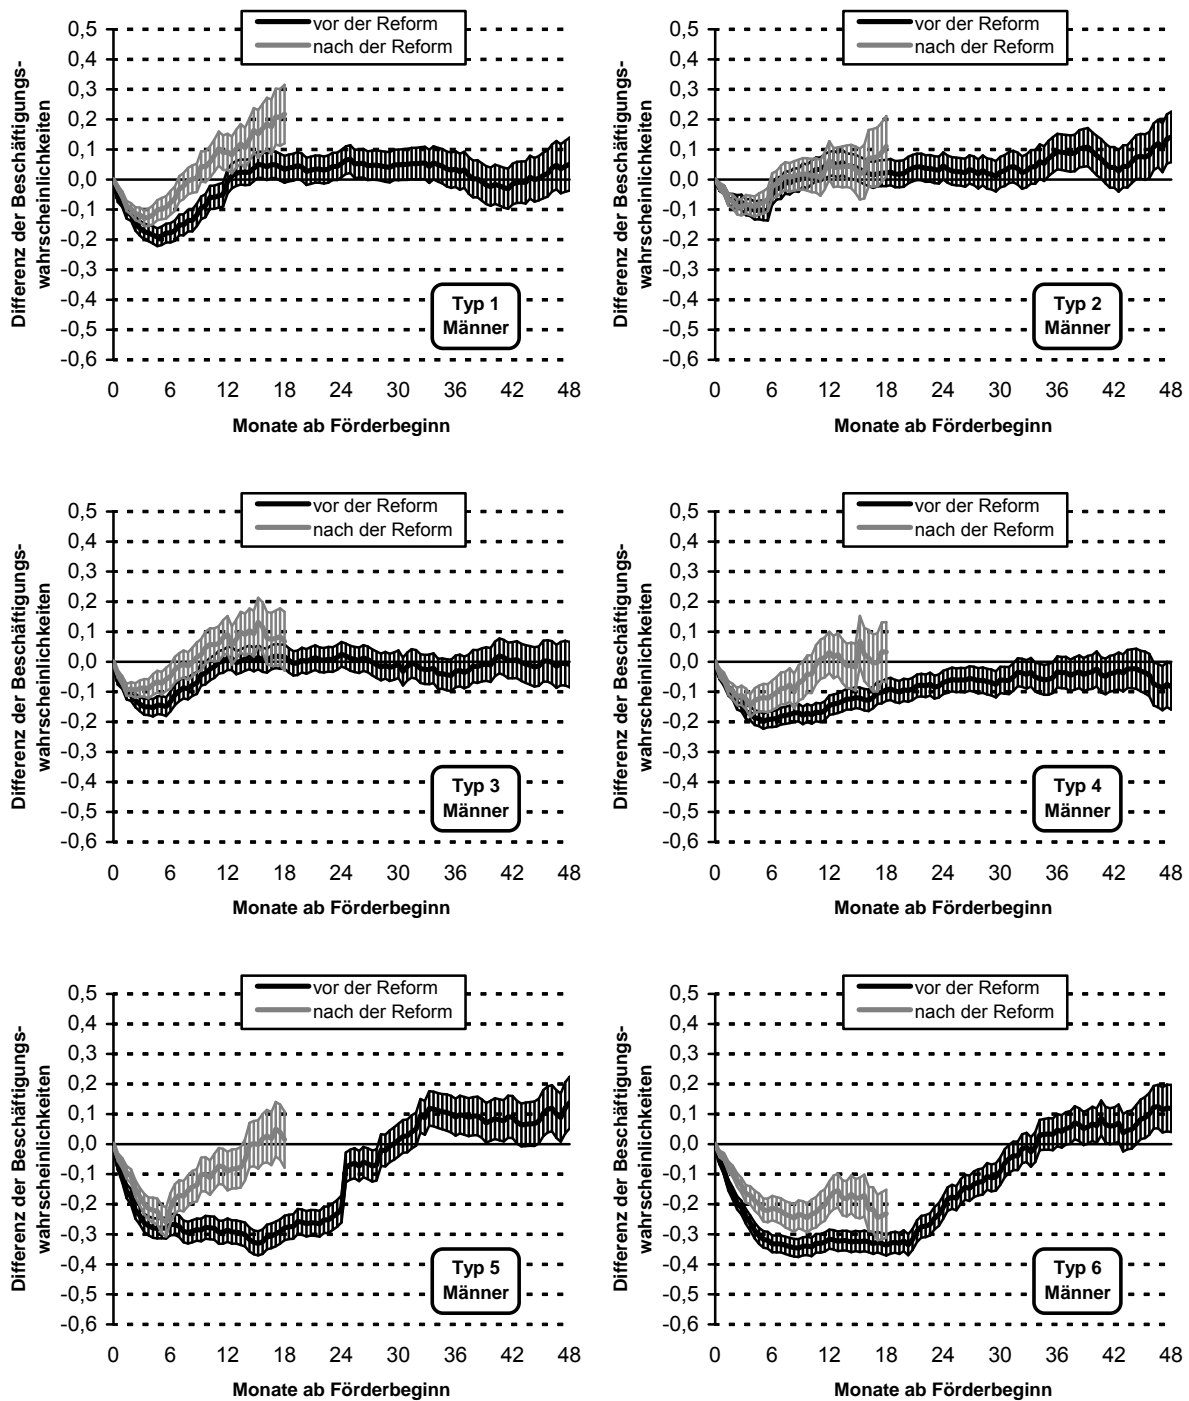 vor der Reform
nach der Reform
Differenz der Beschäftigungs-
wahrscheinlichkeiten
0,5
0,4
0,3
0,2
0,1
0,0
-0,1
-0,2
-0,3
-0,4
-0,5
-0,6
Typ 1
Männer
0 6 12 18 24 30 36 42 48
Monate ab Förderbeginn
vor der Reform
nach der Reform
Differenz der Beschäftigungs-
wahrscheinlichkeiten
0,5
0,4
0,3
0,2
0,1
0,0
-0,1
-0,2
-0,3
-0,4
-0,5
-0,6
Typ 2
Männer
0 6 12 18 24 30 36 42 48
Monate ab Förderbeginn
vor der Reform
nach der Reform
Differenz der Beschäftigungs-
wahrscheinlichkeiten
0,5
0,4
0,3
0,2
0,1
0,0
-0,1
-0,2
-0,3
-0,4
-0,5
-0,6
Typ 3
Männer
0 6 12 18 24 30 36 42 48
Monate ab Förderbeginn
vor der Reform
nach der Reform
Differenz der Beschäftigungs-
wahrscheinlichkeiten
0,5
0,4
0,3
0,2
0,1
0,0
-0,1
-0,2
-0,3
-0,4
-0,5
-0,6
Typ 4
Männer
0 6 12 18 24 30 36 42 48
Monate ab Förderbeginn
vor der Reform
nach der Reform
Differenz der Beschäftigungs-
wahrscheinlichkeiten
0,5
0,4
0,3
0,2
0,1
0,0
-0,1
-0,2
-0,3
-0,4
-0,5
-0,6
Typ 5
Männer
0 6 12 18 24 30 36 42 48
Monate ab Förderbeginn
vor der Reform
nach der Reform
Differenz der Beschäftigungs-
wahrscheinlichkeiten
0,5
0,4
0,3
0,2
0,1
0,0
-0,1
-0,2
-0,3
-0,4
-0,5
-0,6
Typ 6
Männer
0 6 12 18 24 30 36 42 48
Monate ab Förderbeginn